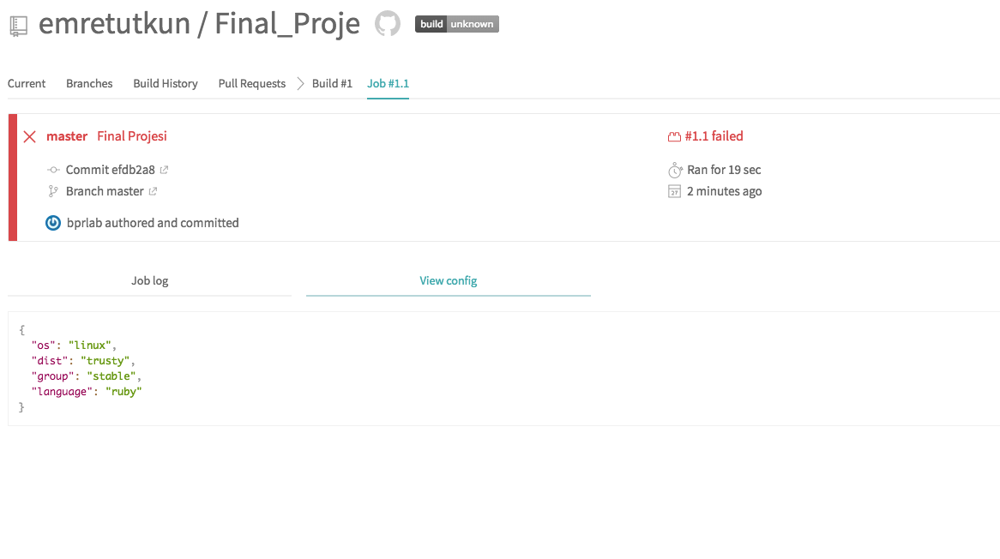 emretutkun / Final_Proje build unknown
Current Branches Build History Pull Requests Build #1 Job #1.1
master Final Projesi #1.1 failed
Commit efdb2a8 Ran for 19 sec
Branch master 2 minutes ago
bprlab authored and committed
Job log View config
{
"os": "linux",
"dist": "trusty",
"group": "stable",
"language": "ruby"
}